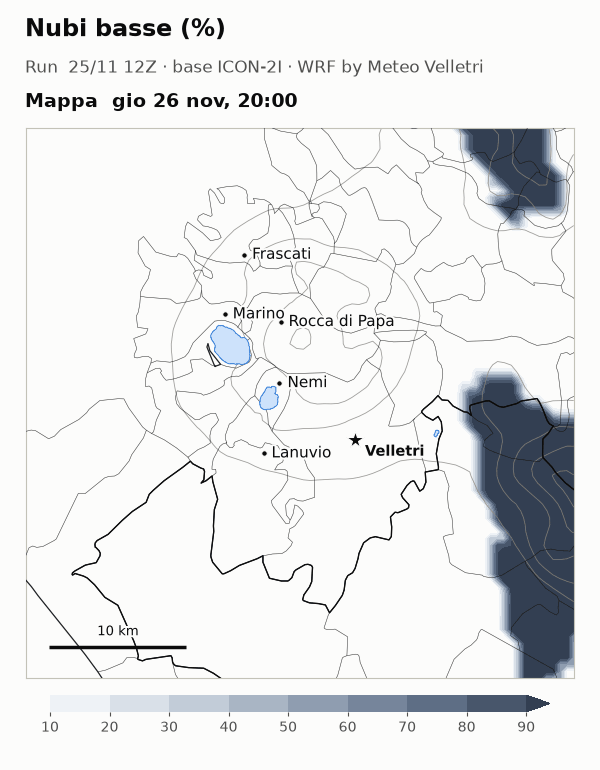 Nubi basse (%)
Run  25/11 12Z · base ICON-2I · WRF by Meteo Velletri
Mappa  gio 26 nov, 20:00
Frascati
Marino
Rocca di Papa
Nemi
Velletri
Lanuvio
10 km
10 20 30 40 50 60 70 80 90